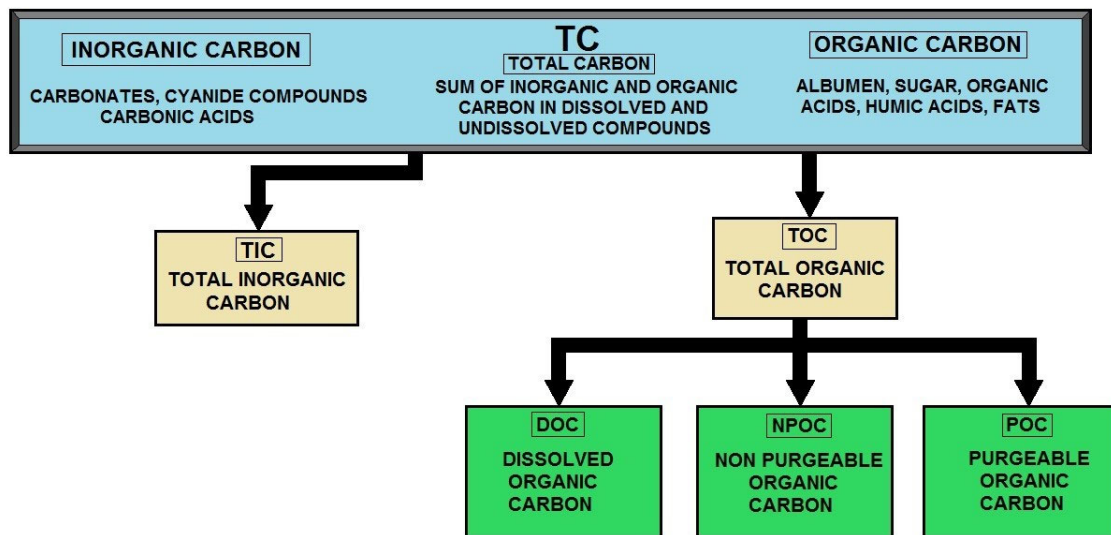 INORGANIC CARBON
CARBONATES, CYANIDE COMPOUNDS
CARBONIC ACIDS
TC
TOTAL CARBON
SUM OF INORGANIC AND ORGANIC
CARBON IN DISSOLVED AND
UNDISSOLVED COMPOUNDS
ORGANIC CARBON
ALBUMEN, SUGAR, ORGANIC
ACIDS, HUMIC ACIDS, FATS
TIC
TOTAL INORGANIC
CARBON
TOC
TOTAL ORGANIC
CARBON
DOC
DISSOLVED
ORGANIC
CARBON
NPOC
NON PURGEABLE
ORGANIC
CARBON
POC
PURGEABLE
ORGANIC
CARBON